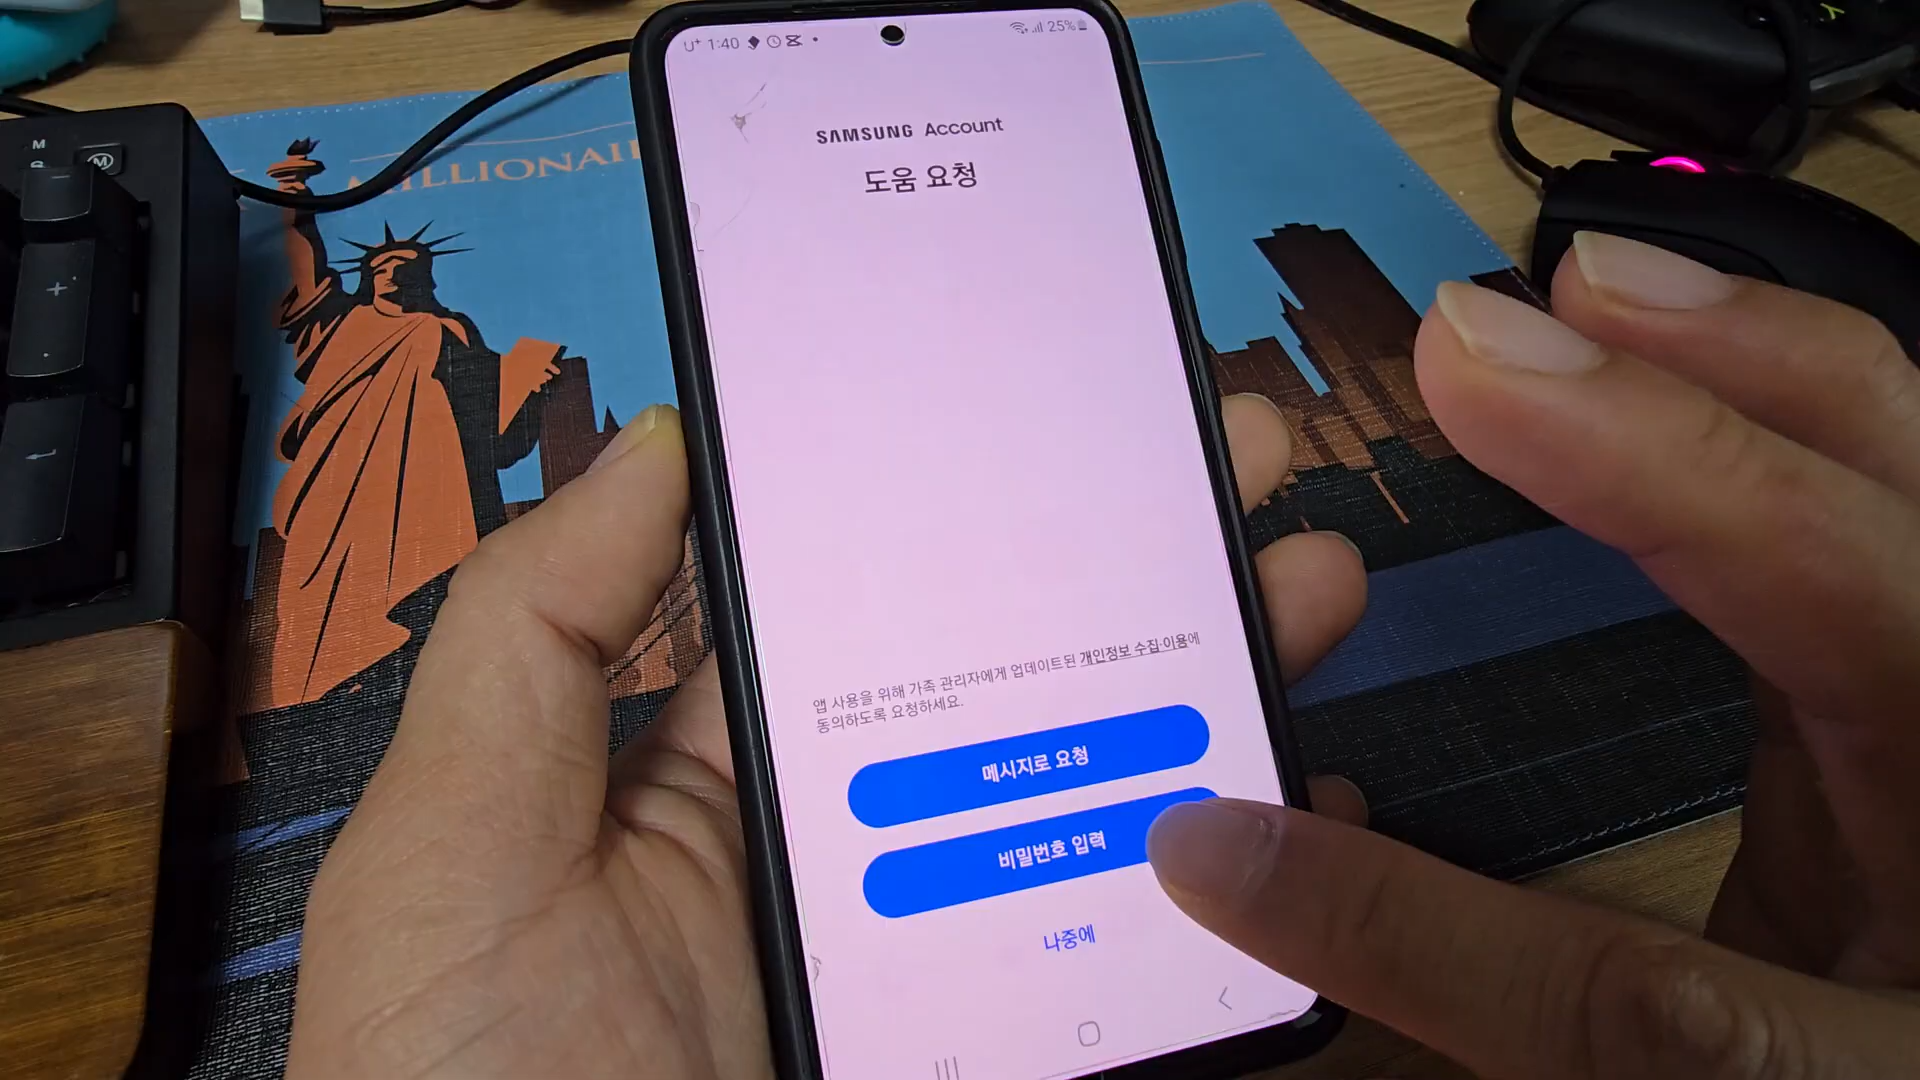 U+ 1:40
25%
SAMSUNG Account
도움 요청
앱 사용을 위해 가족 관리자에게 업데이트된 개인정보 수집·이용에
동의하도록 요청하세요.
메시지로 요청
비밀번호 입력
나중에
MILLIONAI
M
M
+